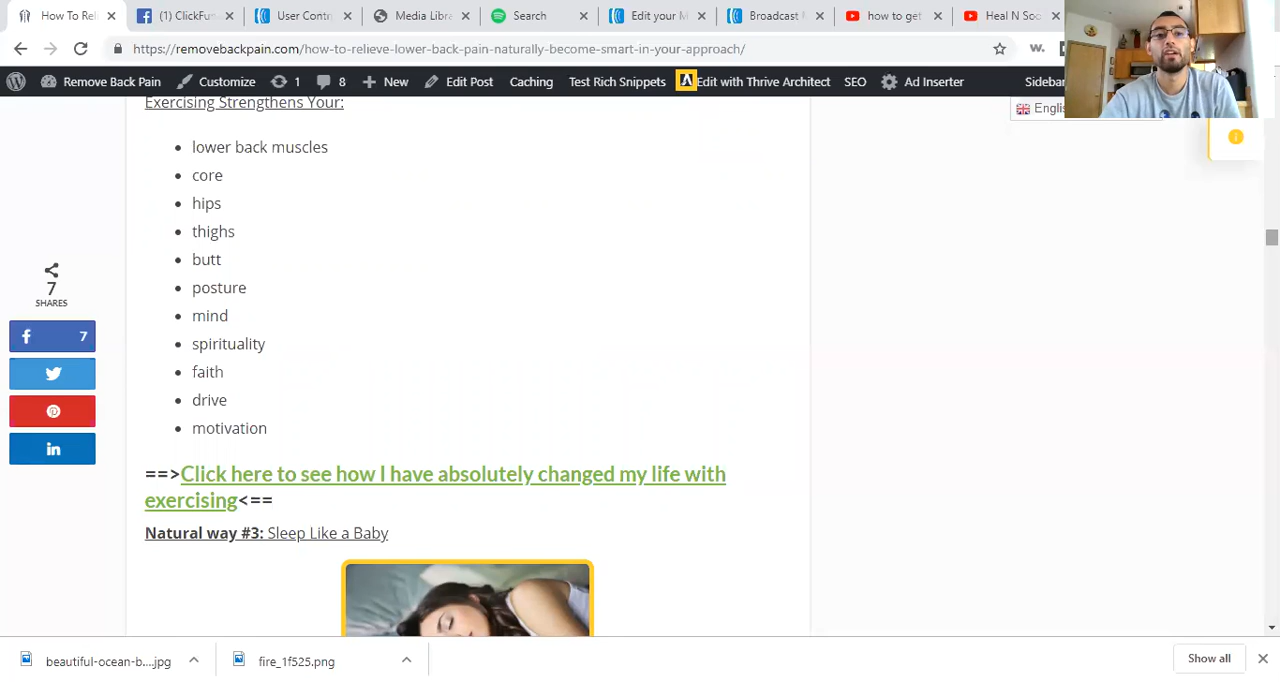 How To Rel
(1) ClickFun
User Contr
Media Libra
Search
Edit your M
Broadcast
how to get
Heal N Soo
https://removebackpain.com/how-to-relieve-lower-back-pain-naturally-become-smart-in-your-approach/
W.
Remove Back Pain
Customize
1
8
New
Edit Post
Caching
Test Rich Snippets
Edit with Thrive Architect
SEO
Ad Inserter
Sidebar
Exercising Strengthens Your:
Englis
• lower back muscles
• core
• hips
• thighs
• butt
• posture
• mind
• spirituality
• faith
• drive
• motivation
7
SHARES
7
==>Click here to see how I have absolutely changed my life with
exercising<==
Natural way #3: Sleep Like a Baby
beautiful-ocean-b....jpg
fire_1f525.png
Show all